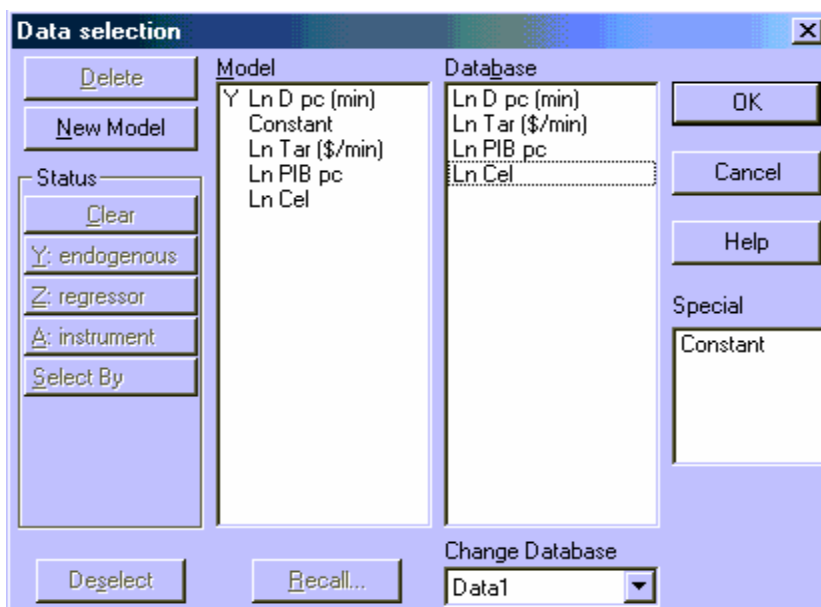 Data selection
Delete
New Model
Status
Clear
Y: endogenous
Z: regressor
A: instrument
Select By
Deselect
Model
Y Ln D pc (min)
Constant
Ln Tar ($/min)
Ln PIB pc
Ln Cel
Recall...
Database
Ln D pc (min)
Ln Tar ($/min)
Ln PIB pc
Ln Cel
Change Database
Data1
OK
Cancel
Help
Special
Constant